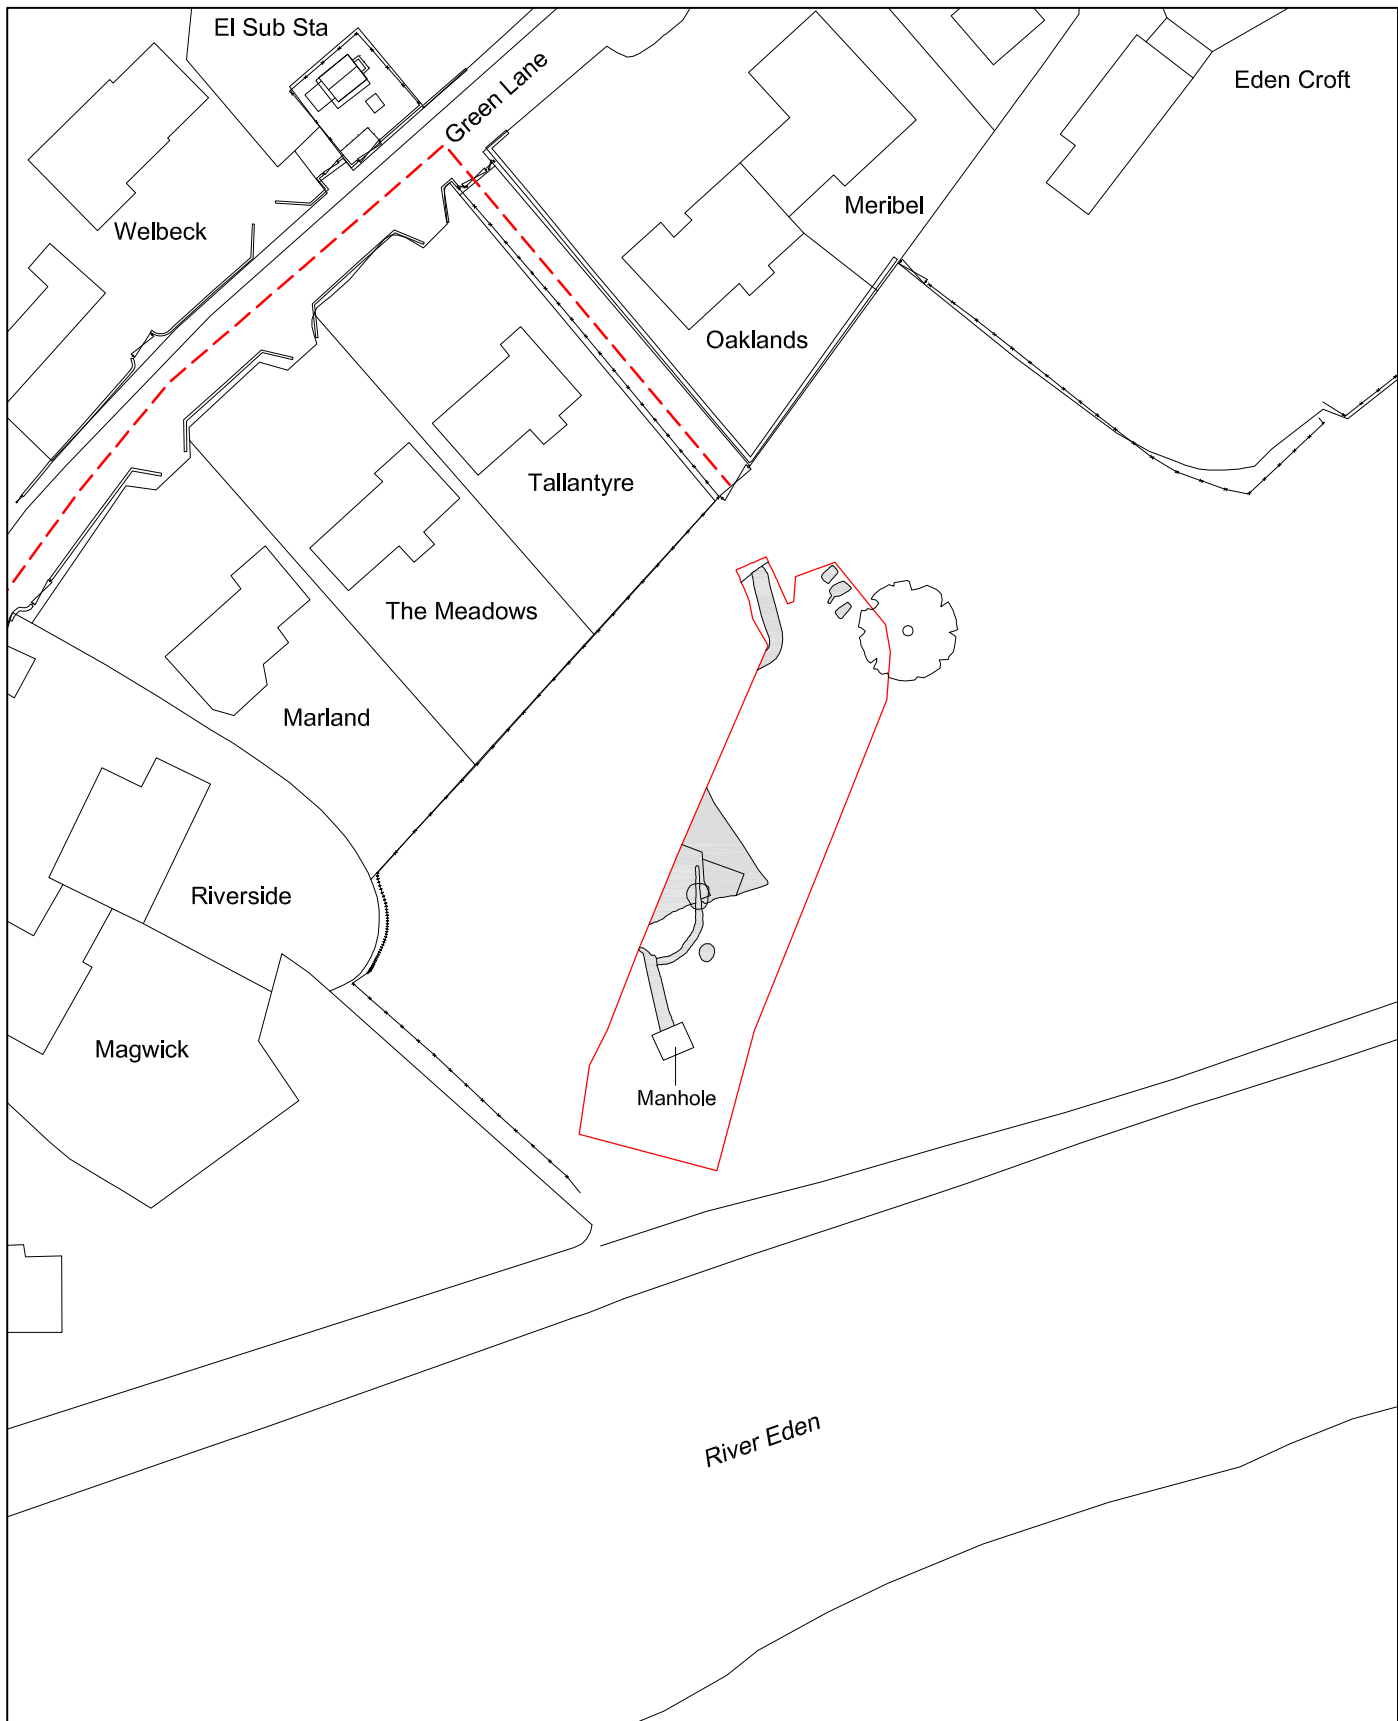 El Sub Sta
Green Lane
Eden Croft
Welbeck
Meribel
Oaklands
Tallantyre
The Meadows
Marland
Riverside
Magwick
Manhole
River Eden